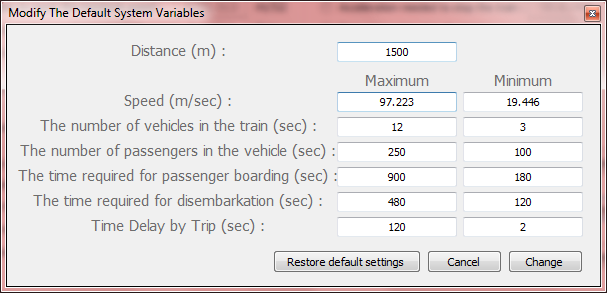 Modify The Default System Variables
Distance (m) : 1500
Maximum Minimum
Speed (m/sec) : 97.223 19.446
The number of vehicles in the train (sec) : 12 3
The number of passengers in the vehicle (sec) : 250 100
The time required for passenger boarding (sec) : 900 180
The time required for disembarkation (sec) : 480 120
Time Delay by Trip (sec) : 120 2
Restore default settings Cancel Change